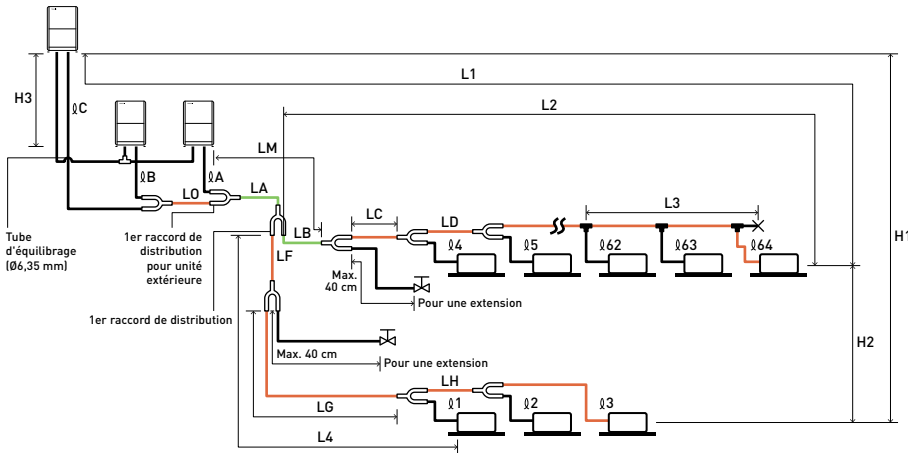 L1
H3
ℓC
L2
LM
ℓB
ℓA
LA
LO
LC
LD
L3
H1
Tube
d'équilibrage
(Ø6,35 mm)
1er raccord de
distribution
pour unité
extérieure
LB
ℓ4
ℓ5
ℓ62
ℓ63
ℓ64
LF
Max.
40 cm
Pour une extension
1er raccord de distribution
H2
Max. 40 cm
Pour une extension
LH
LG
ℓ1
ℓ2
ℓ3
L4